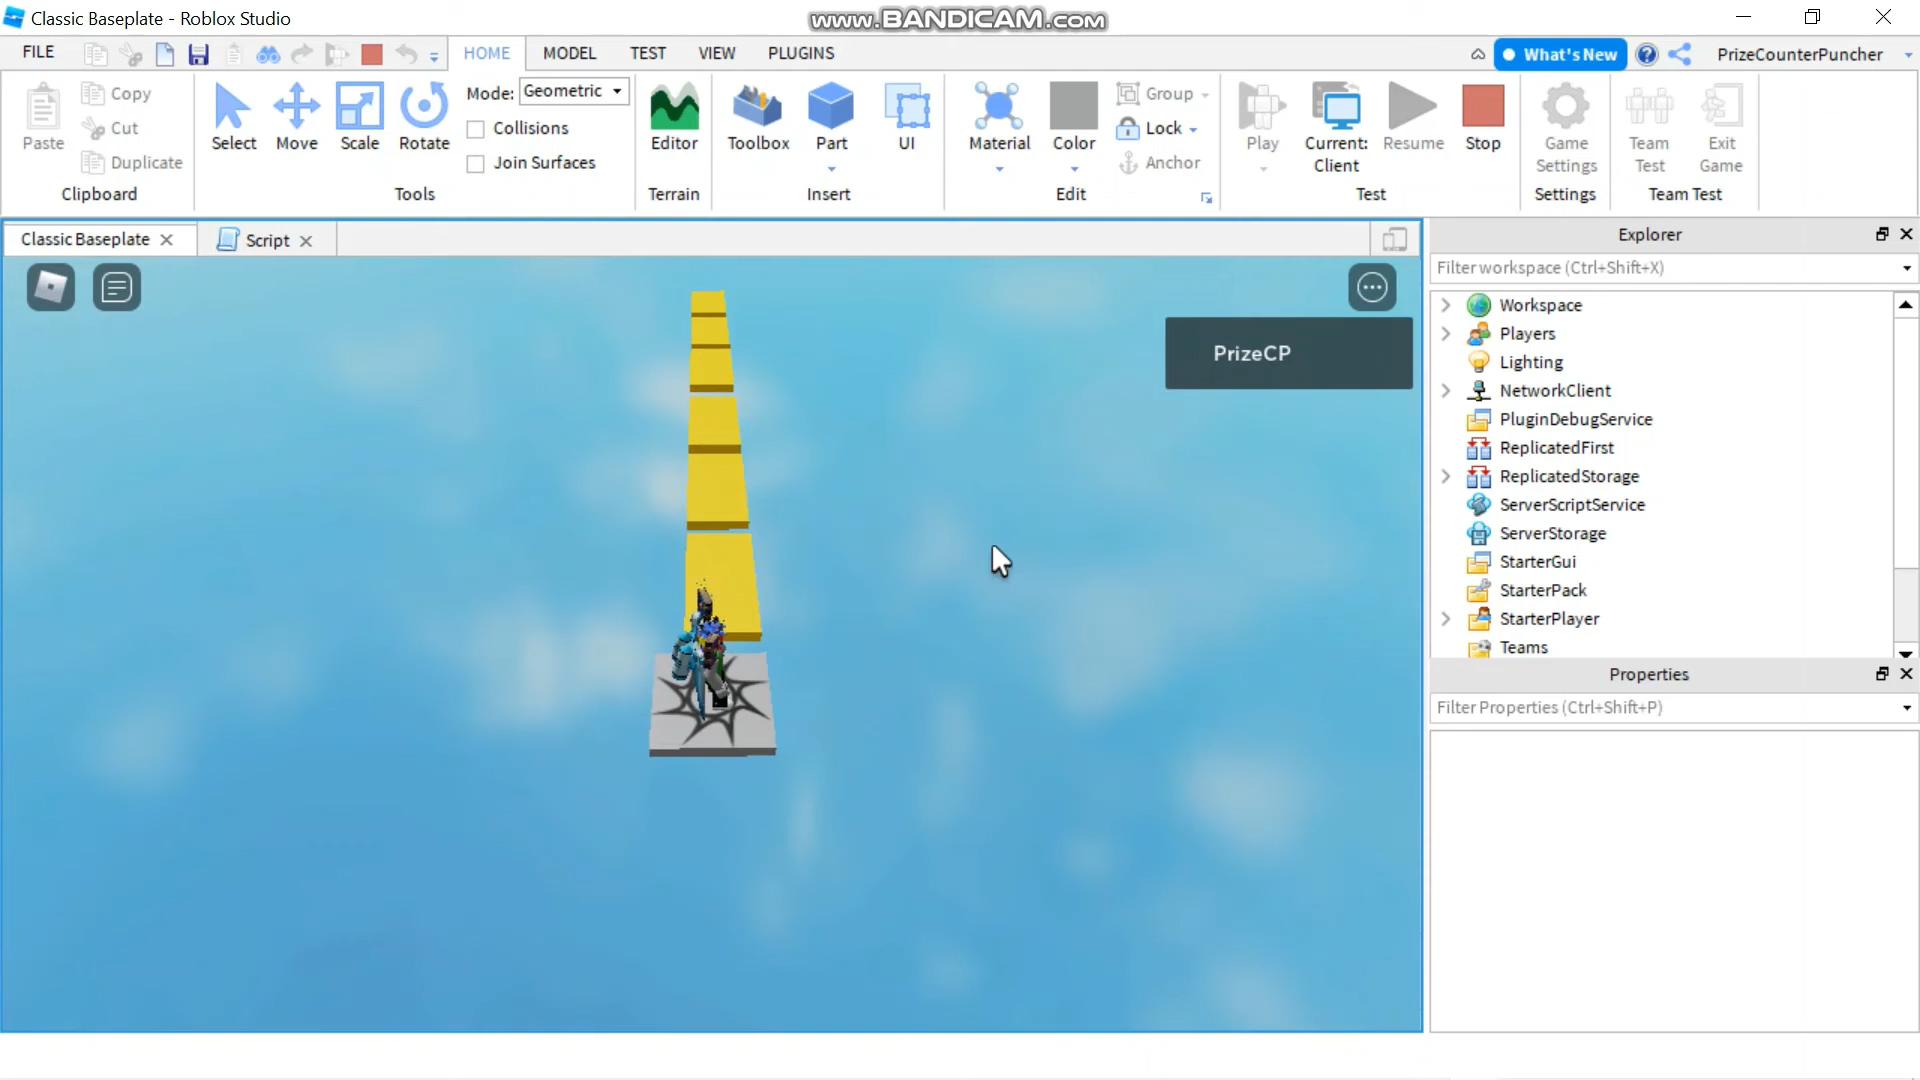 Classic Baseplate - Roblox Studio
www.BANDICAM.com
FILE
HOME
MODEL
TEST
VIEW
PLUGINS
What's New
PrizeCounterPuncher
Paste
Copy
Cut
Duplicate
Clipboard
Select
Move
Scale
Rotate
Mode: Geometric
Collisions
Join Surfaces
Tools
Editor
Terrain
Toolbox
Part
UI
Insert
Material
Color
Group
Lock
Anchor
Edit
Play
Current:
Client
Resume
Stop
Test
Game
Settings
Settings
Team
Test
Exit
Game
Team Test
Classic Baseplate
Script
PrizeCP
Explorer
Filter workspace (Ctrl+Shift+X)
Workspace
Players
Lighting
NetworkClient
PluginDebugService
ReplicatedFirst
ReplicatedStorage
ServerScriptService
ServerStorage
StarterGui
StarterPack
StarterPlayer
Teams
Properties
Filter Properties (Ctrl+Shift+P)